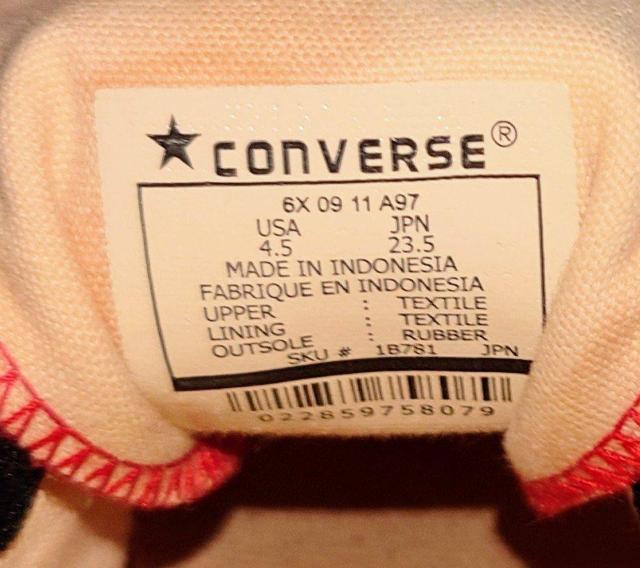 ★ CONVERSE®
6X 09 11 A97
USA JPN
4.5 23.5
MADE IN INDONESIA
FABRIQUE EN INDONESIA
UPPER : TEXTILE
LINING : TEXTILE
OUTSOLE : RUBBER
SKU # 1B781 JPN
022859758079